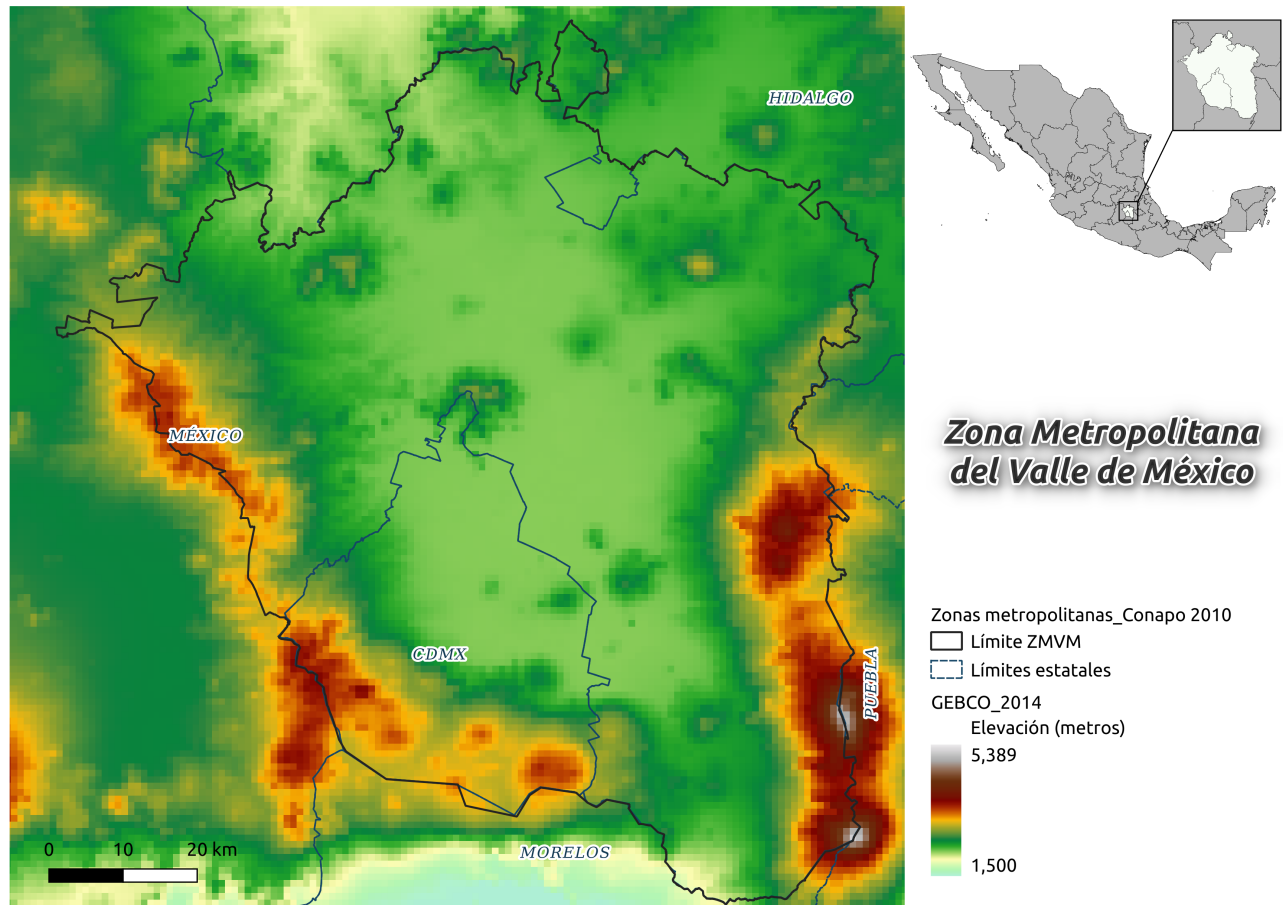 HIDALGO
MÉXICO
CDMX
PUEBLA
MORELOS
0 10 20 km
Zona Metropolitana
del Valle de México
Zonas metropolitanas_Conapo 2010
Límite ZMVM
Límites estatales
GEBCO_2014
Elevación (metros)
5,389
1,500